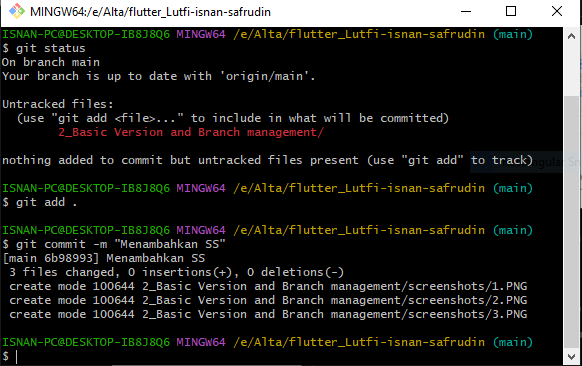 MINGW64:/e/Alta/flutter_Lutfi-isnan-safrudin
ISNAN-PC@DESKTOP-IB8J8Q6 MINGW64 /e/Alta/flutter_Lutfi-isnan-safrudin (main)
$ git status
On branch main
Your branch is up to date with 'origin/main'.
Untracked files:
(use "git add <file>..." to include in what will be committed)
2_Basic Version and Branch management/
nothing added to commit but untracked files present (use "git add" to track)
ISNAN-PC@DESKTOP-IB8J8Q6 MINGW64 /e/Alta/flutter_Lutfi-isnan-safrudin (main)
$ git add .
ISNAN-PC@DESKTOP-IB8J8Q6 MINGW64 /e/Alta/flutter_Lutfi-isnan-safrudin (main)
$ git commit -m "Menambahkan SS"
[main 6b98993] Menambahkan SS
3 files changed, 0 insertions(+), 0 deletions(-)
create mode 100644 2_Basic Version and Branch management/screenshots/1.PNG
create mode 100644 2_Basic Version and Branch management/screenshots/2.PNG
create mode 100644 2_Basic Version and Branch management/screenshots/3.PNG
ISNAN-PC@DESKTOP-IB8J8Q6 MINGW64 /e/Alta/flutter_Lutfi-isnan-safrudin (main)
$